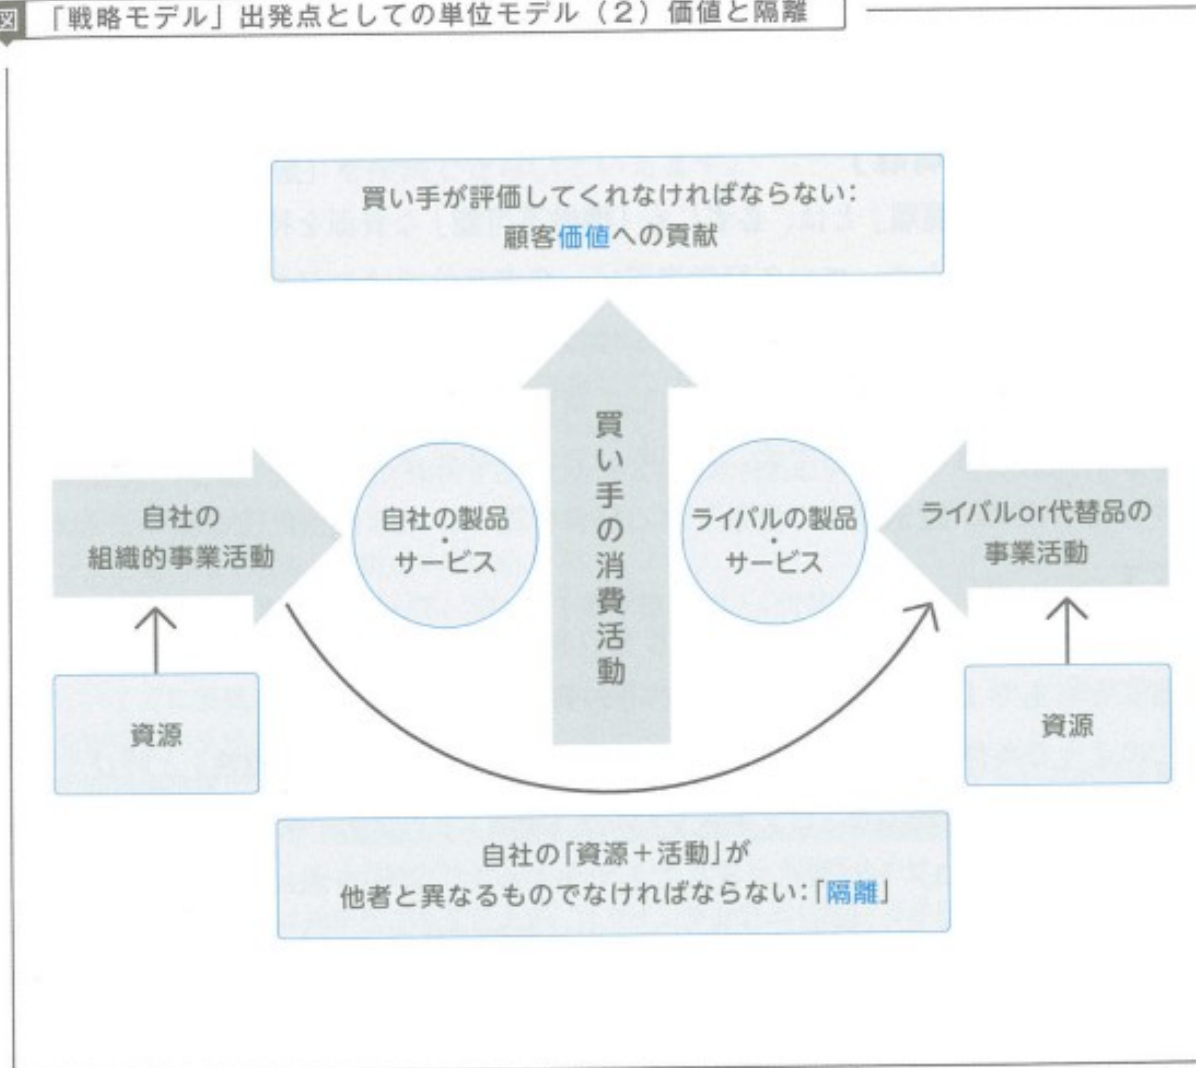 図
「戦略モデル」出発点としての単位モデル（2）価値と隔離
買い手が評価してくれなければならない：
顧客価値への貢献
買い手の消費活動
自社の
組織的事業活動
自社の製品
・
サービス
ライバルの製品
・
サービス
ライバルor代替品の
事業活動
資源
資源
自社の「資源＋活動」が
他者と異なるものでなければならない：「隔離」